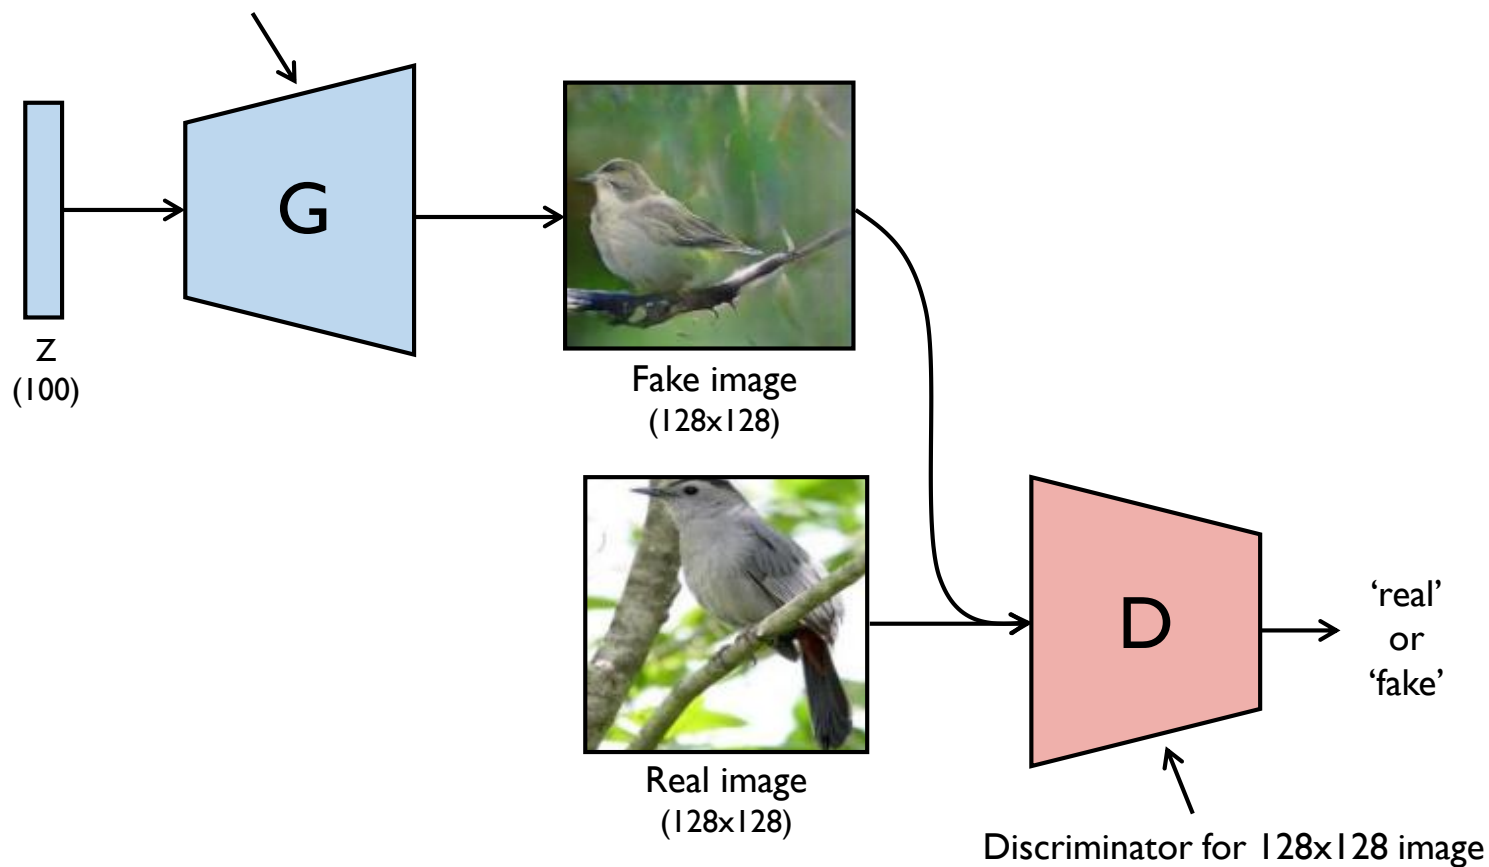 G
z
(100)
Fake image
(128x128)
Real image
(128x128)
D
‘real’
or
‘fake’
Discriminator for 128x128 image